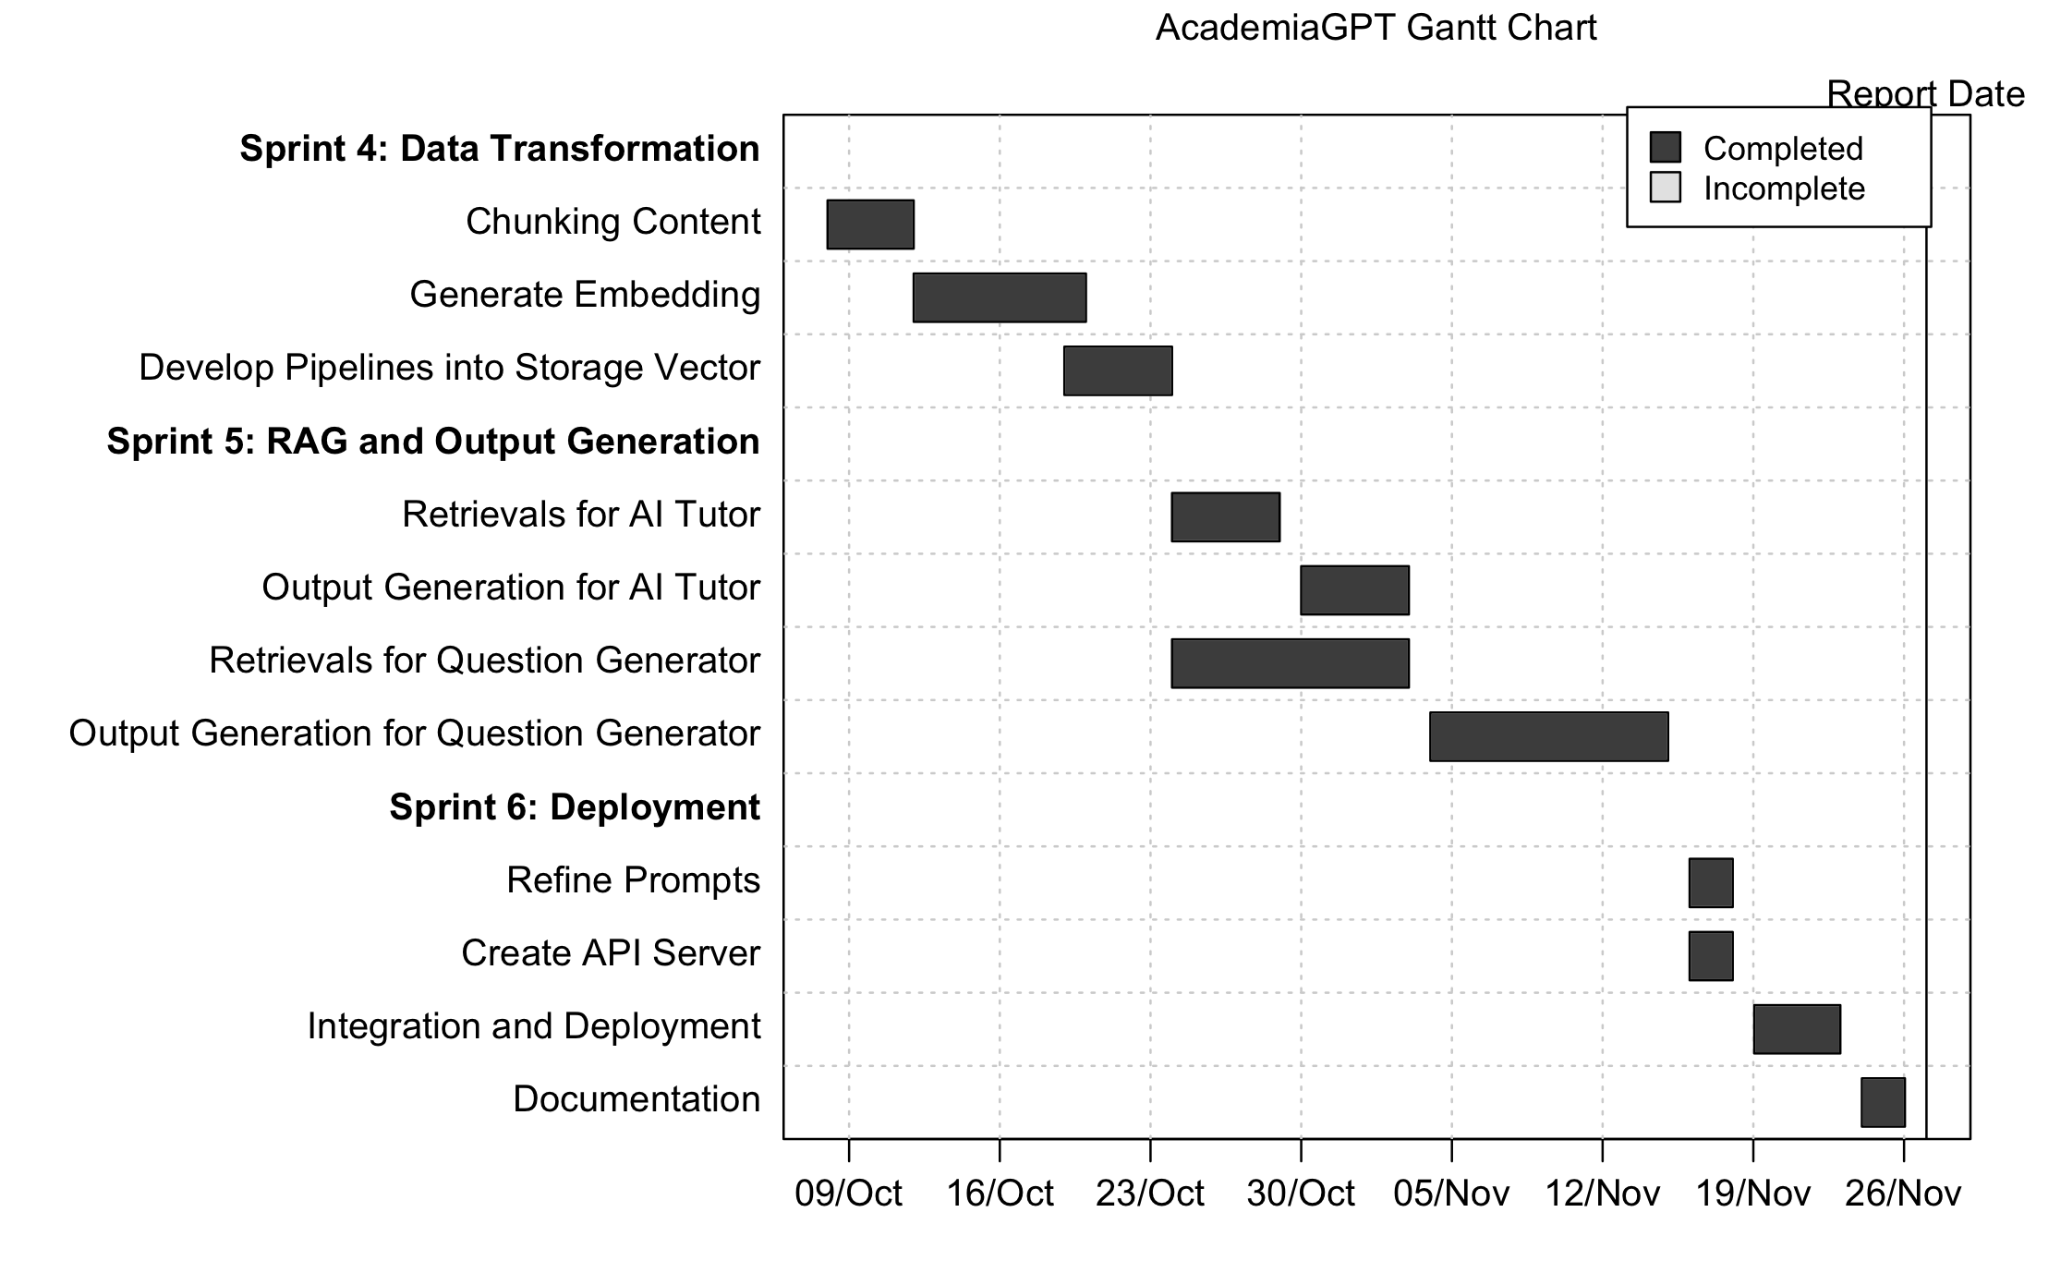 AcademiaGPT Gantt Chart
Report Date
Completed
Incomplete
Sprint 4: Data Transformation
Chunking Content
Generate Embedding
Develop Pipelines into Storage Vector
Sprint 5: RAG and Output Generation
Retrievals for AI Tutor
Output Generation for AI Tutor
Retrievals for Question Generator
Output Generation for Question Generator
Sprint 6: Deployment
Refine Prompts
Create API Server
Integration and Deployment
Documentation
09/Oct 16/Oct 23/Oct 30/Oct 05/Nov 12/Nov 19/Nov 26/Nov